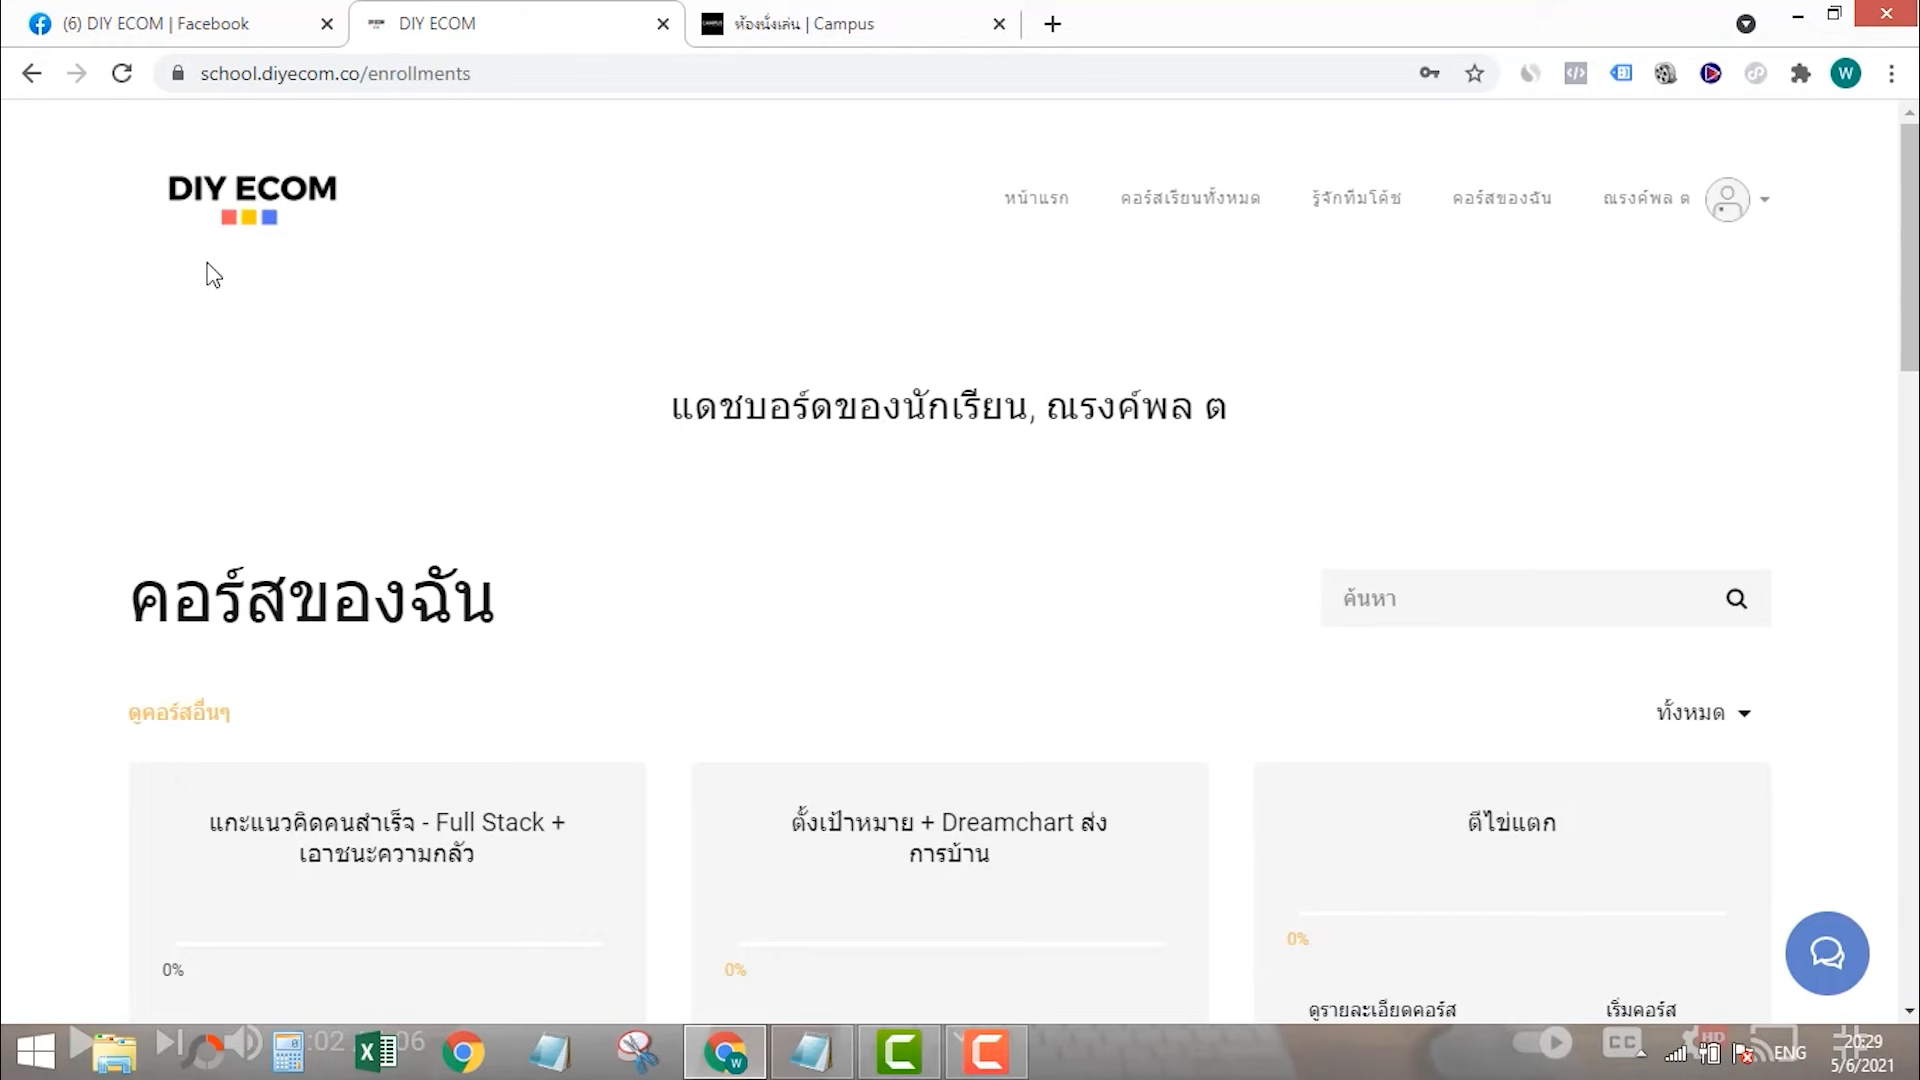 (6) DIY ECOM | Facebook
DIY ECOM
ห้องนั่งเล่น | Campus
school.diyecom.co/enrollments
W
DIY ECOM
หน้าแรก
คอร์สเรียนทั้งหมด
รู้จักทีมโค้ช
คอร์สของฉัน
ณรงค์พล ต
แดชบอร์ดของนักเรียน, ณรงค์พล ต
คอร์สของฉัน
ค้นหา
ดูคอร์สอื่นๆ
ทั้งหมด
แกะแนวคิดคนสำเร็จ - Full Stack +
เอาชนะความกลัว
0%
ตั้งเป้าหมาย + Dreamchart ส่ง
การบ้าน
0%
ตีไข่แตก
0%
ดูรายละเอียดคอร์ส
เริ่มคอร์ส
CC
HD
ENG
20:29
5/6/2021